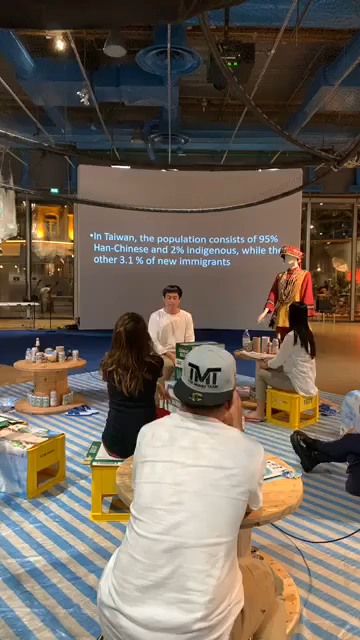 •In Taiwan, the population consists of 95%
Han-Chinese and 2% Indigenous, while the
other 3.1 % of new immigrants
TMT